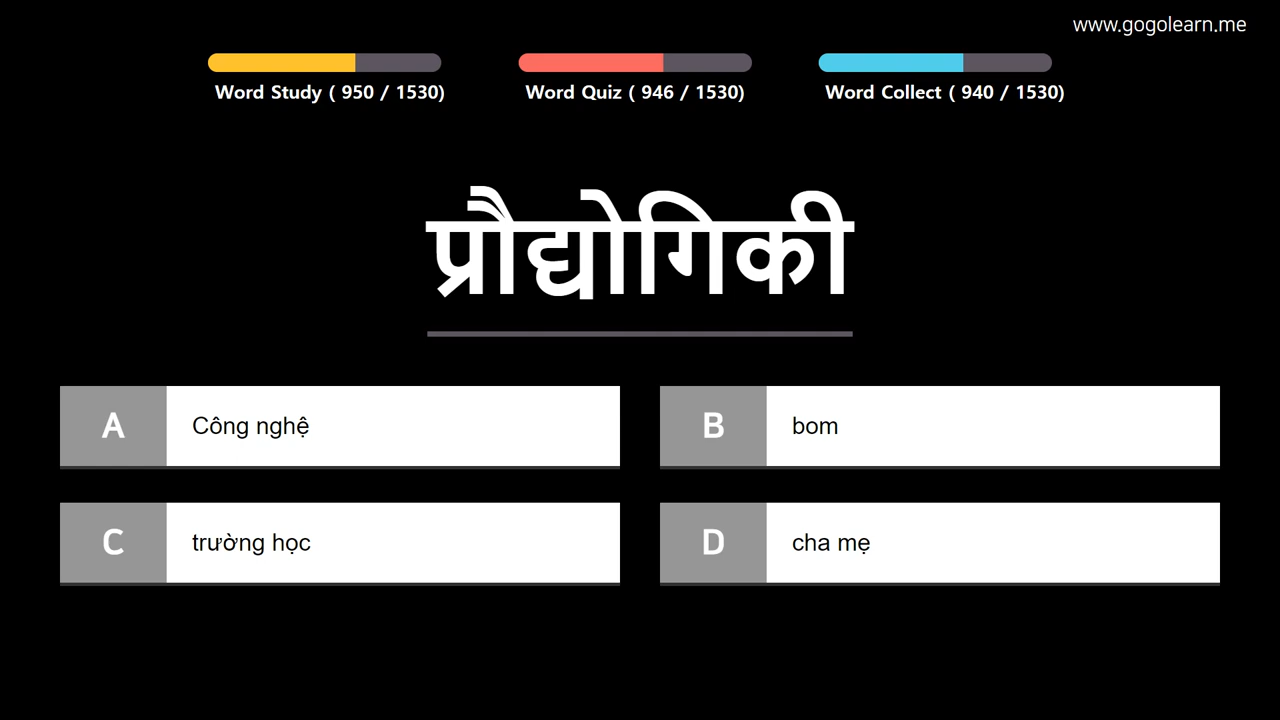 www.gogolearn.me
Word Study ( 950 / 1530)
Word Quiz ( 946 / 1530)
Word Collect ( 940 / 1530)
प्रौद्योगिकी
A Công nghệ
B bom
C trường học
D cha mẹ